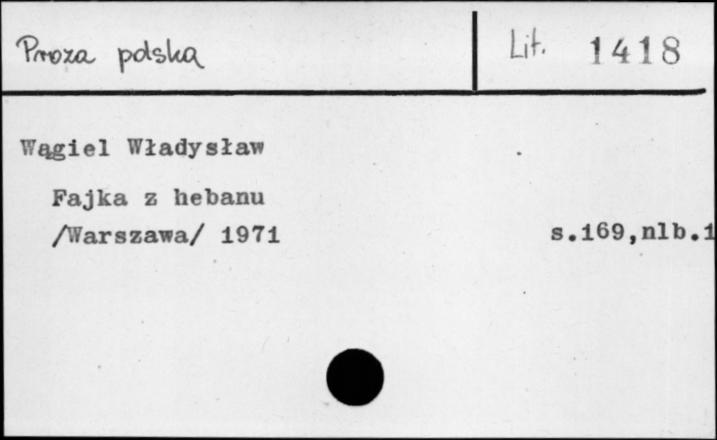 Proza polska
Lit. 1418
Wągiel Władysław
Fajka z hebanu
/Warszawa/ 1971 s.169,nlb.1